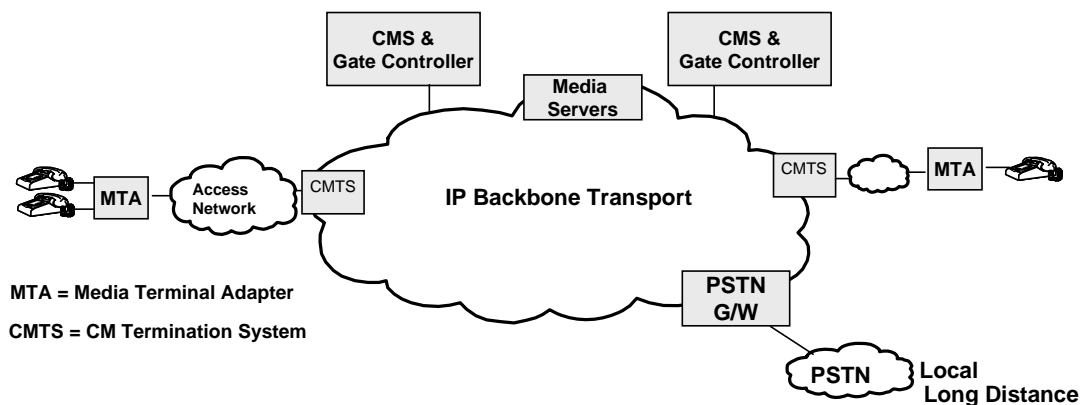 CMS &
Gate Controller
CMS &
Gate Controller
Media
Servers
MTA
Access
Network
CMTS
IP Backbone Transport
CMTS
MTA
MTA = Media Terminal Adapter
CMTS = CM Termination System
PSTN
G/W
PSTN
Local
Long Distance